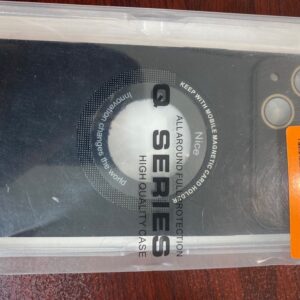 KEEP WITH MOBILE MAGNETIC CARD HOLDER
Nice
Innovation changes the world
Q SERIES
ALL AROUND FULL PROTECTION
HIGH QUALITY CASE